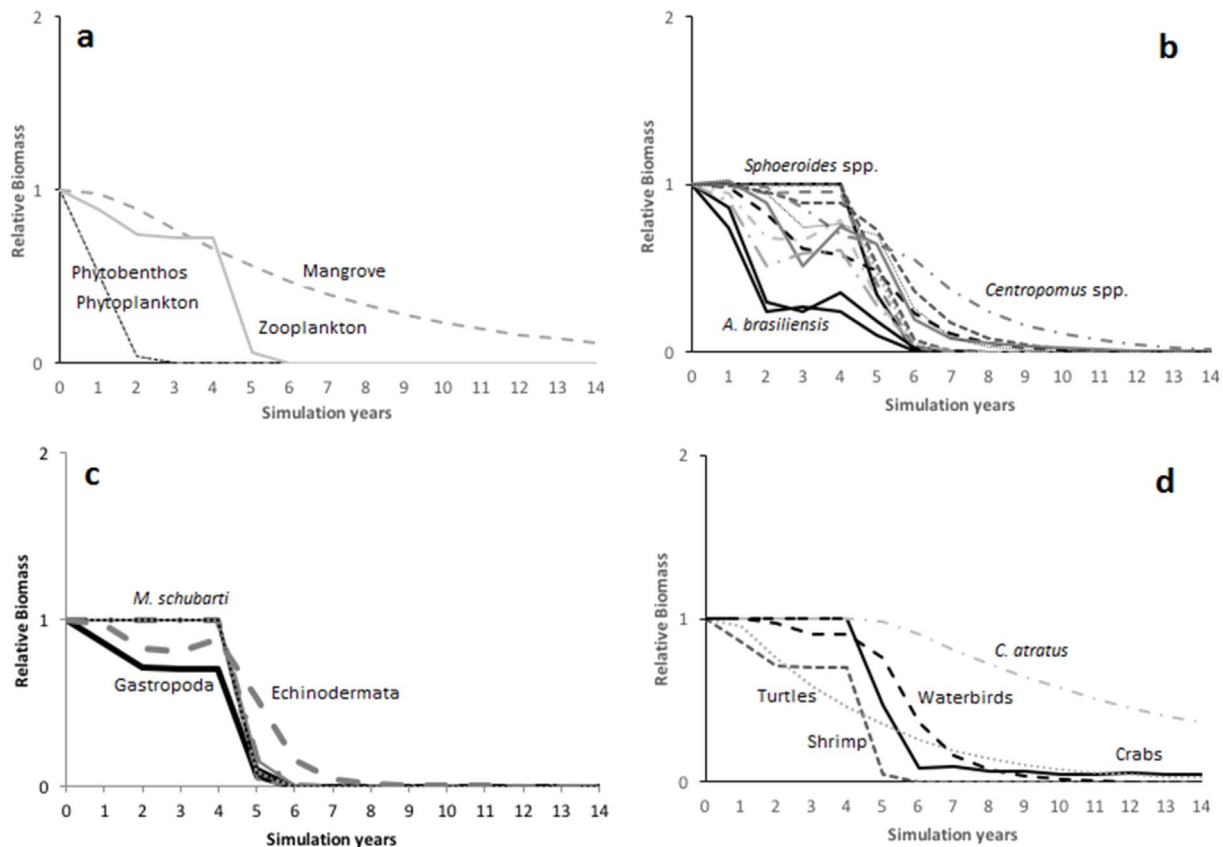 a
2
1
0
Relative Biomass
Phytobenthos
Phytoplankton
Mangrove
Zooplankton
0 1 2 3 4 5 6 7 8 9 10 11 12 13 14
Simulation years
b
2
1
0
Relative Biomass
Sphoeroides spp.
Centropomus spp.
A. brasiliensis
0 1 2 3 4 5 6 7 8 9 10 11 12 13 14
Simulation years
c
2
1
0
Relative Biomass
M. schubarti
Gastropoda
Echinodermata
0 1 2 3 4 5 6 7 8 9 10 11 12 13 14
Simulation years
d
2
1
0
Relative Biomass
C. atratus
Turtles
Waterbirds
Shrimp
Crabs
0 1 2 3 4 5 6 7 8 9 10 11 12 13 14
Simulation years